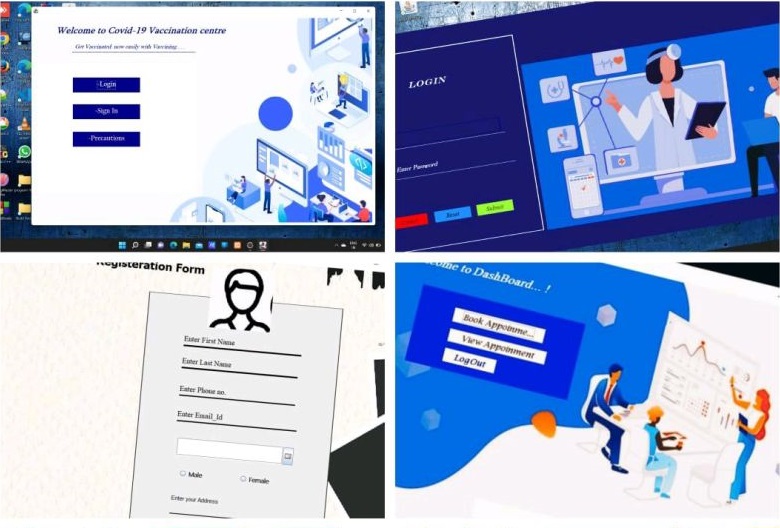 Welcome to Covid-19 Vaccination centre
Get Vaccinated now easily with Vaccining....
-Login
-Sign In
-Precautions
LOGIN
Enter Password
Reset
Submit
Registeration Form
Enter First Name
Enter Last Name
Enter Phone no.
Enter Email_Id
Male
Female
Enter your Address
come to DashBoard... !
Book Appoinme...
View Appoinment
LogOut